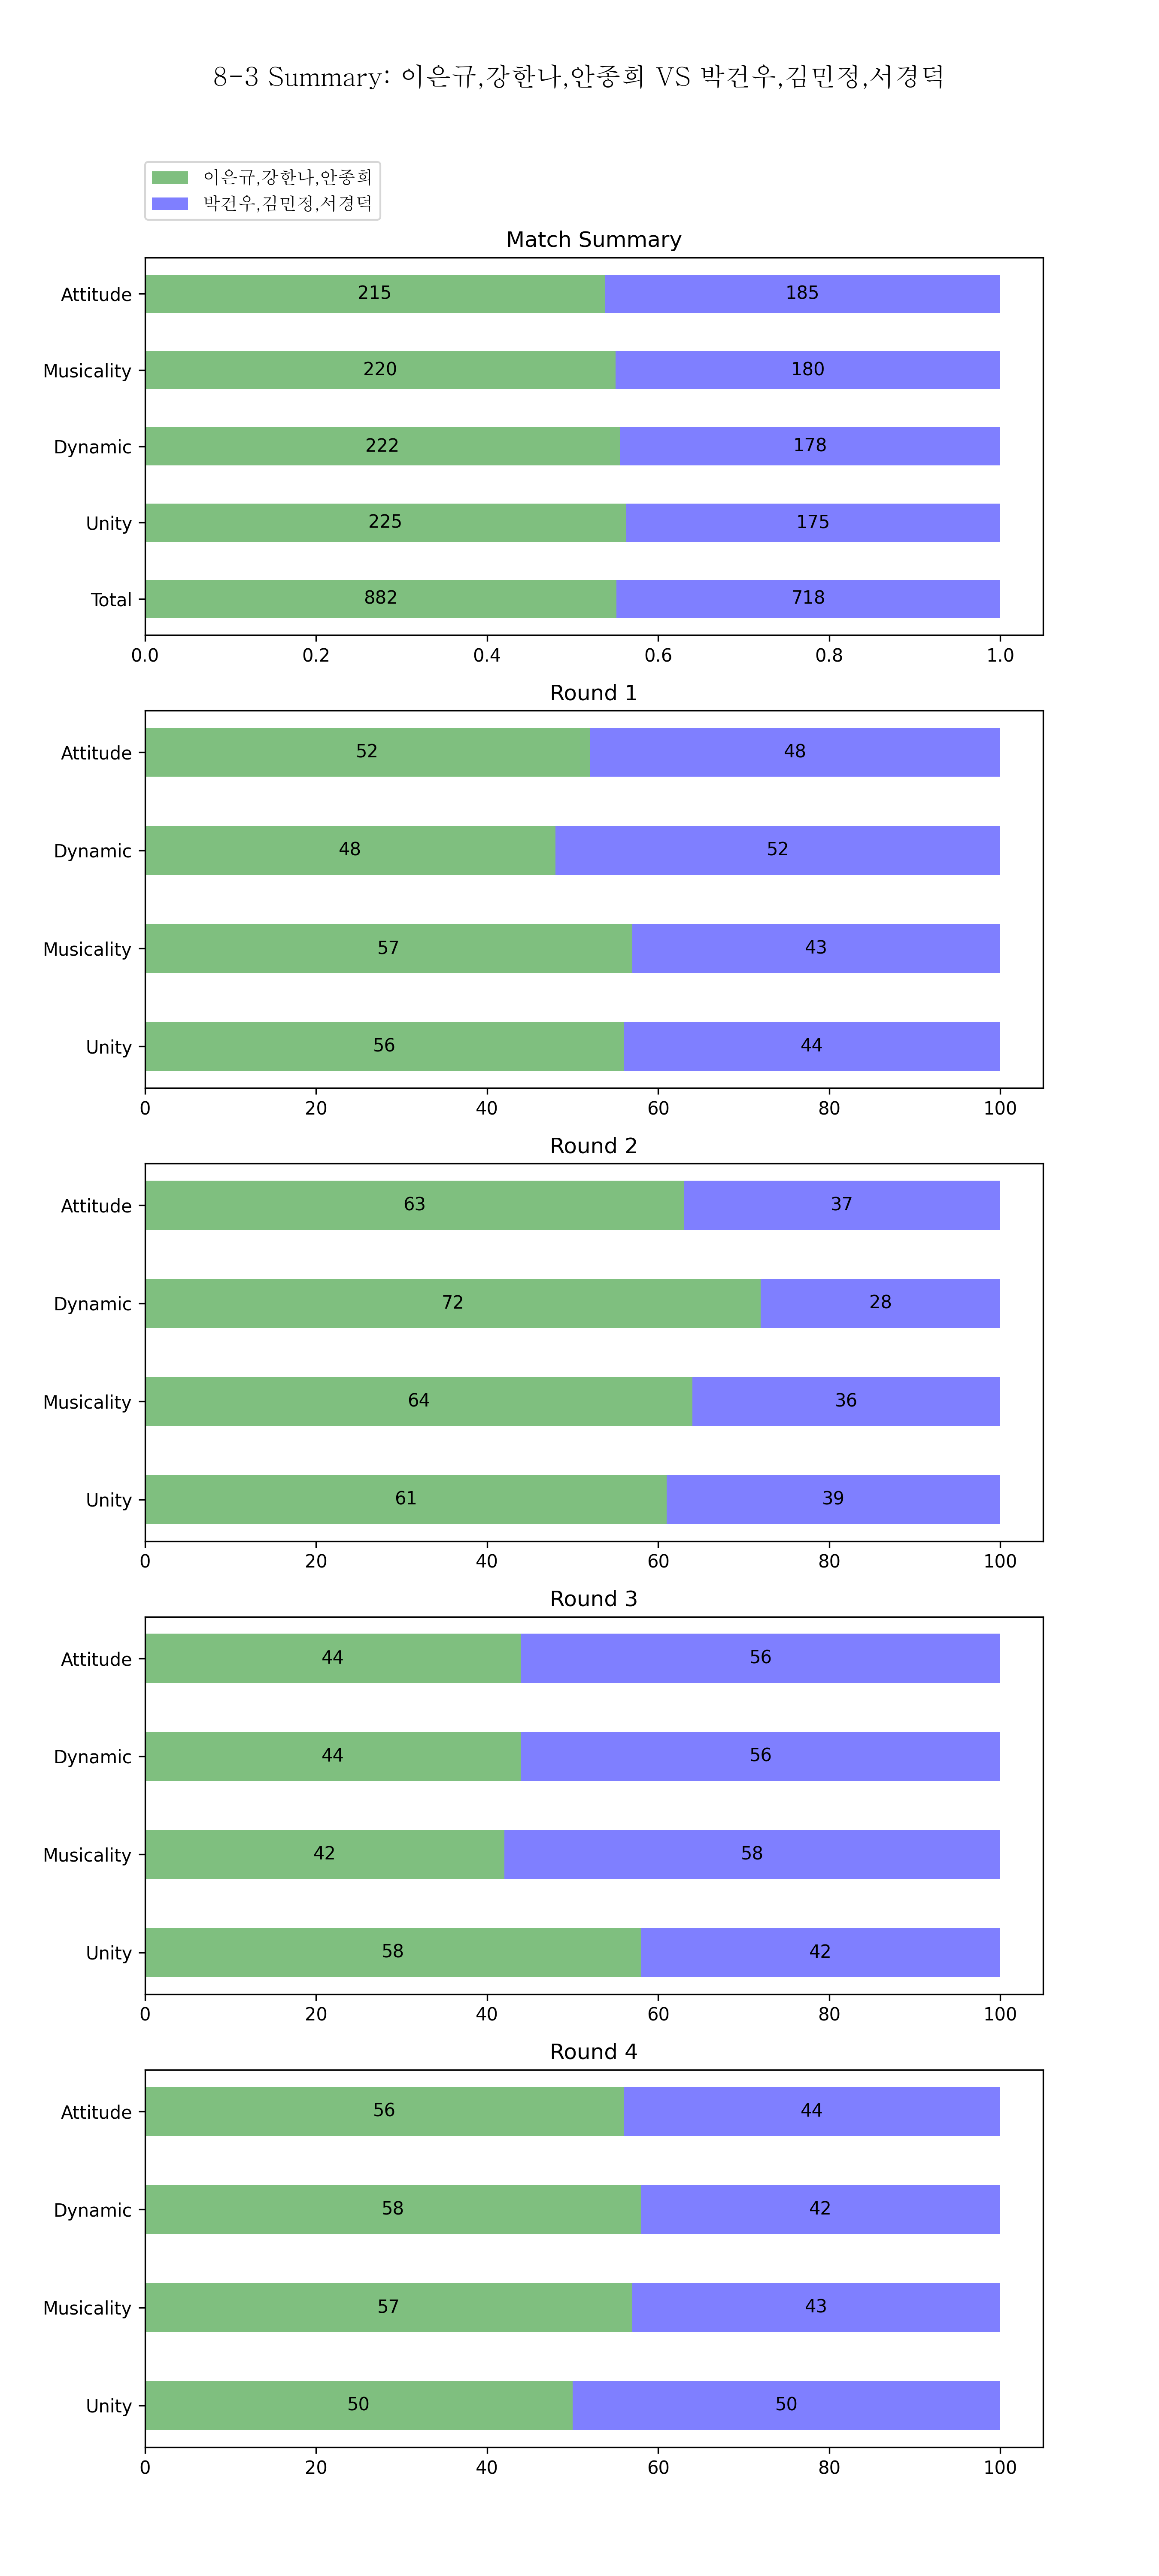 8-3 Summary: 이은규,강한나,안종희 VS 박건우,김민정,서경덕
이은규,강한나,안종희
박건우,김민정,서경덕
Match Summary
Attitude 215 185
Musicality 220 180
Dynamic 222 178
Unity 225 175
Total 882 718
0.0 0.2 0.4 0.6 0.8 1.0
Round 1
Attitude 52 48
Dynamic 48 52
Musicality 57 43
Unity 56 44
0 20 40 60 80 100
Round 2
Attitude 63 37
Dynamic 72 28
Musicality 64 36
Unity 61 39
0 20 40 60 80 100
Round 3
Attitude 44 56
Dynamic 44 56
Musicality 42 58
Unity 58 42
0 20 40 60 80 100
Round 4
Attitude 56 44
Dynamic 58 42
Musicality 57 43
Unity 50 50
0 20 40 60 80 100